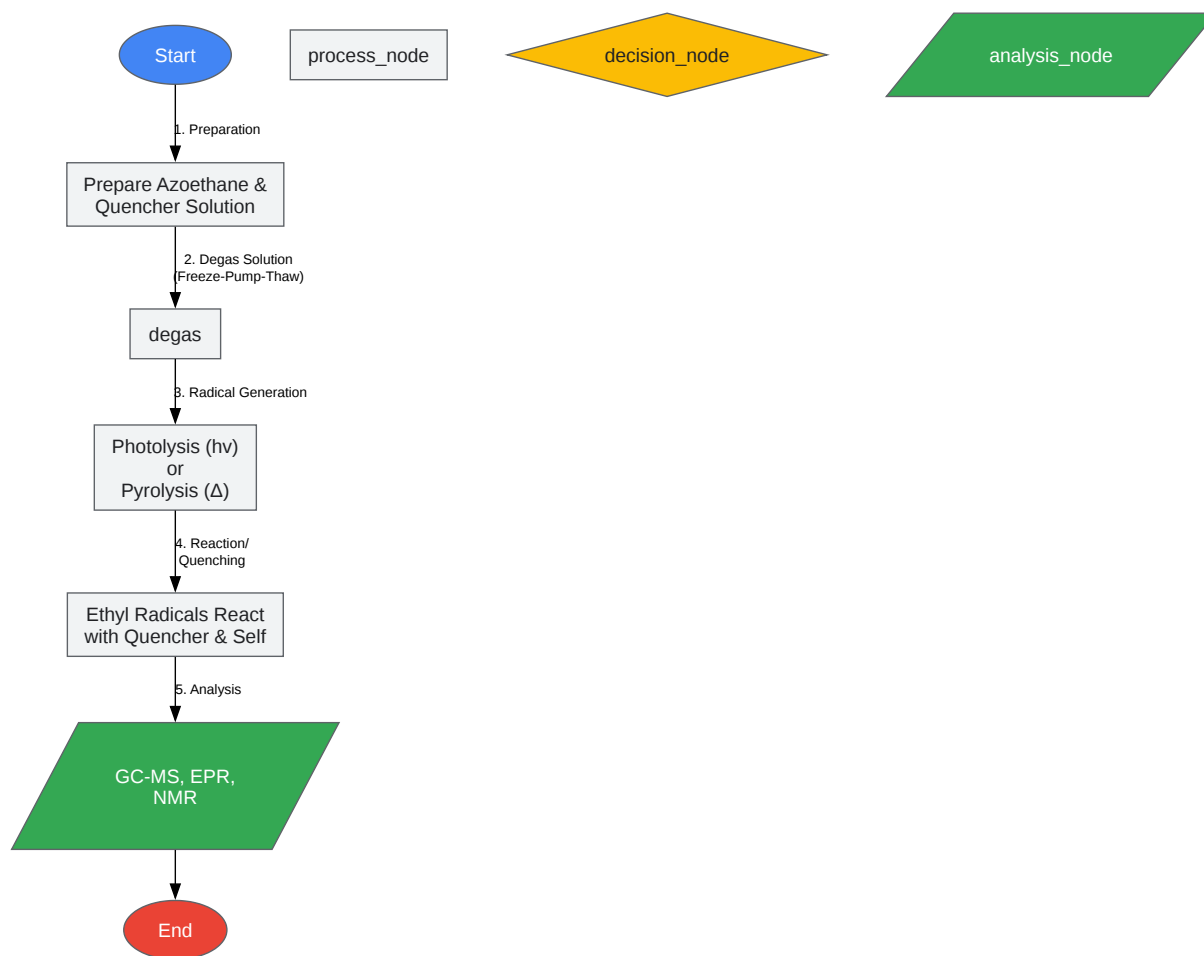 Start
process_node
decision_node
analysis_node
1. Preparation
Prepare Azoethane &
Quencher Solution
2. Degas Solution
(Freeze-Pump-Thaw)
degas
3. Radical Generation
Photolysis (hv)
or
Pyrolysis (Δ)
4. Reaction/
Quenching
Ethyl Radicals React
with Quencher & Self
5. Analysis
GC-MS, EPR,
NMR
End